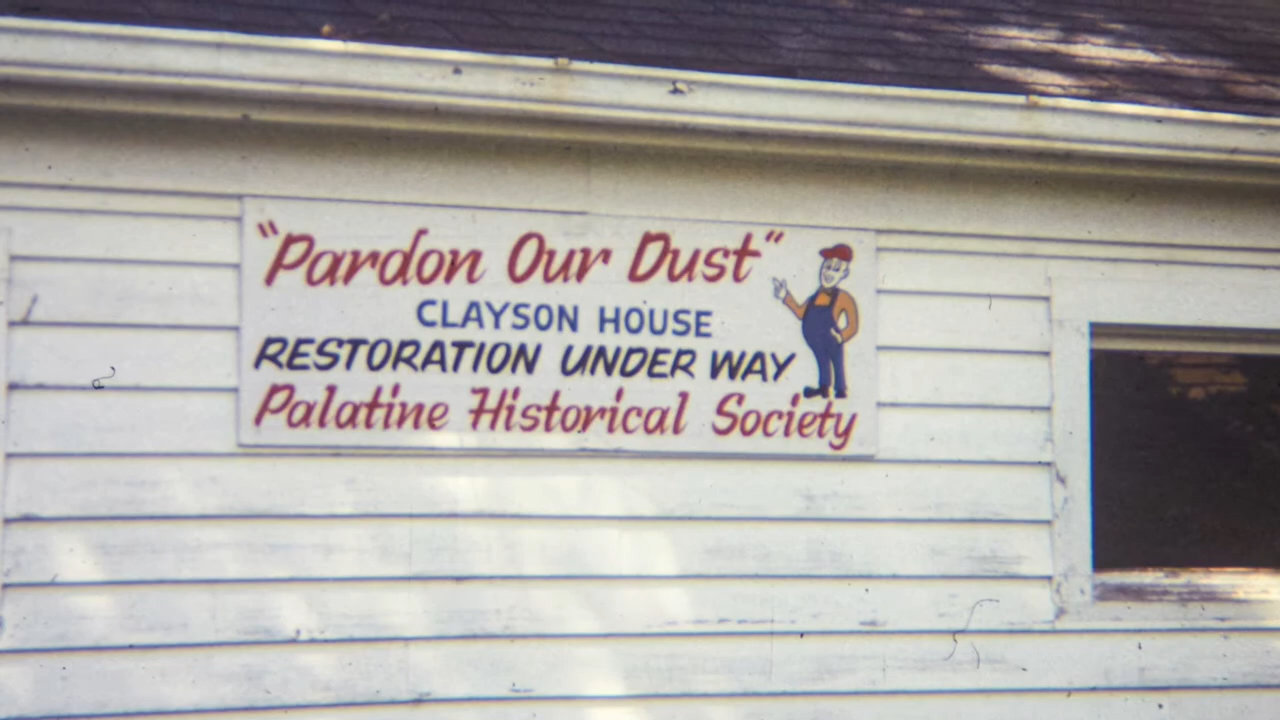 "Pardon Our Dust"
CLAYSON HOUSE
RESTORATION UNDER WAY
Palatine Historical Society